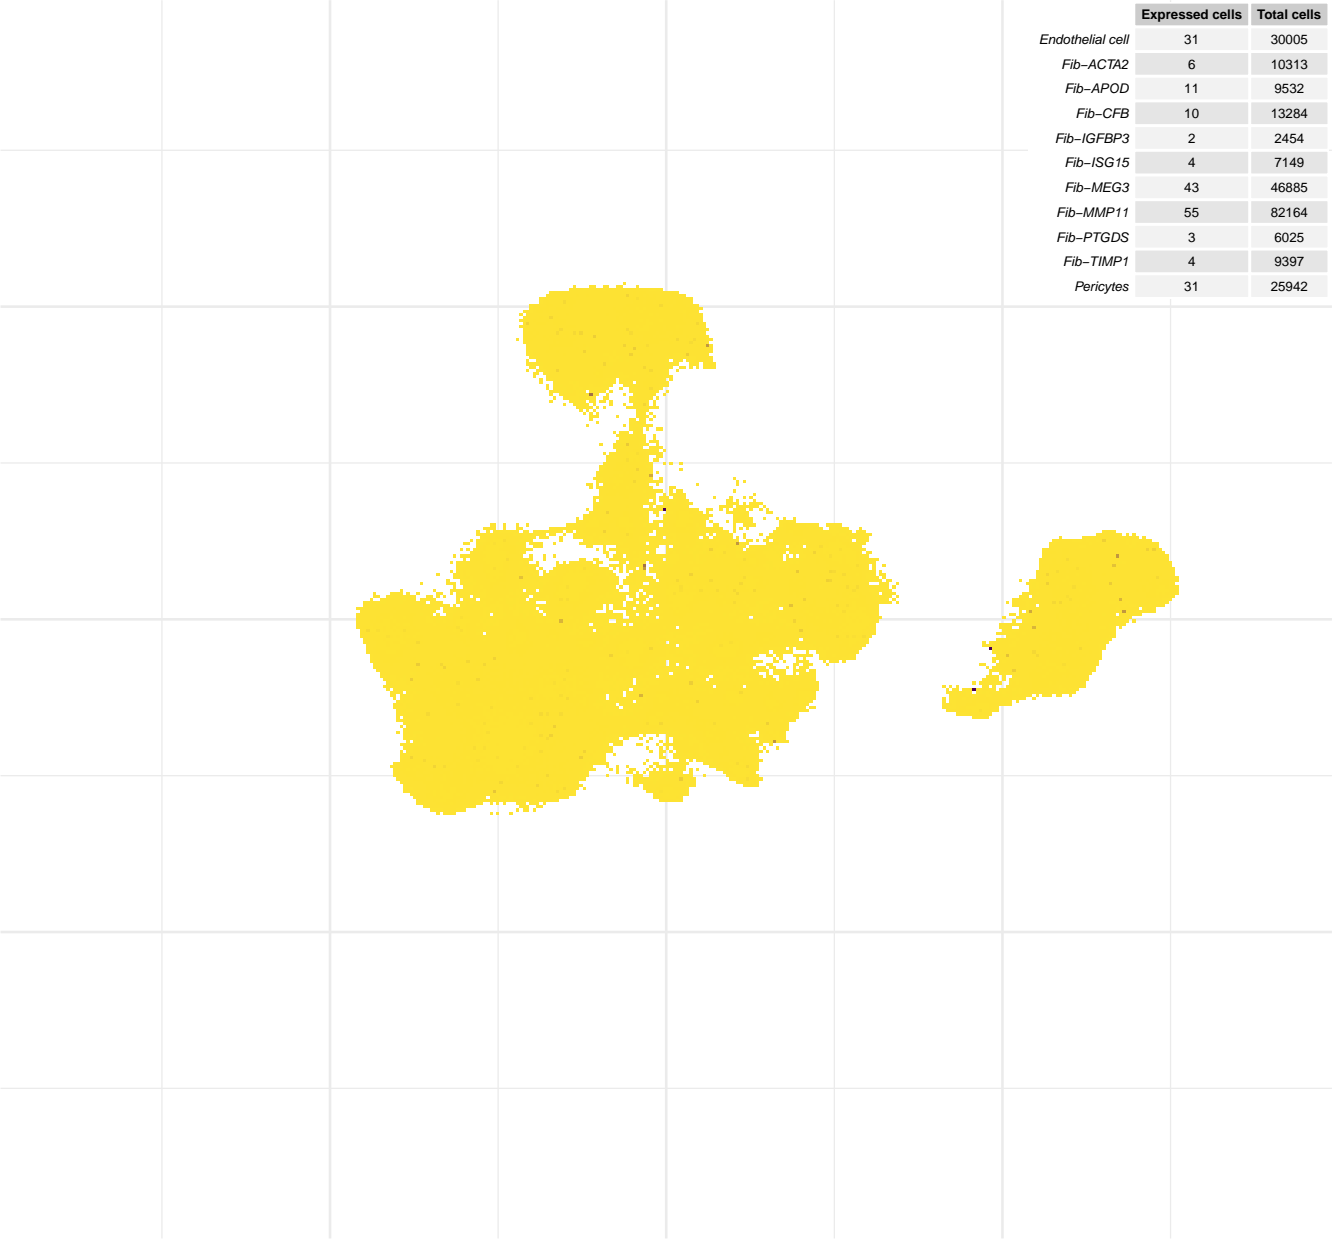 Expressed cells Total cells
Endothelial cell 31 30005
Fib−ACTA2 6 10313
Fib−APOD 11 9532
Fib−CFB 10 13284
Fib−IGFBP3 2 2454
Fib−ISG15 4 7149
Fib−MEG3 43 46885
Fib−MMP11 55 82164
Fib−PTGDS 3 6025
Fib−TIMP1 4 9397
Pericytes 31 25942